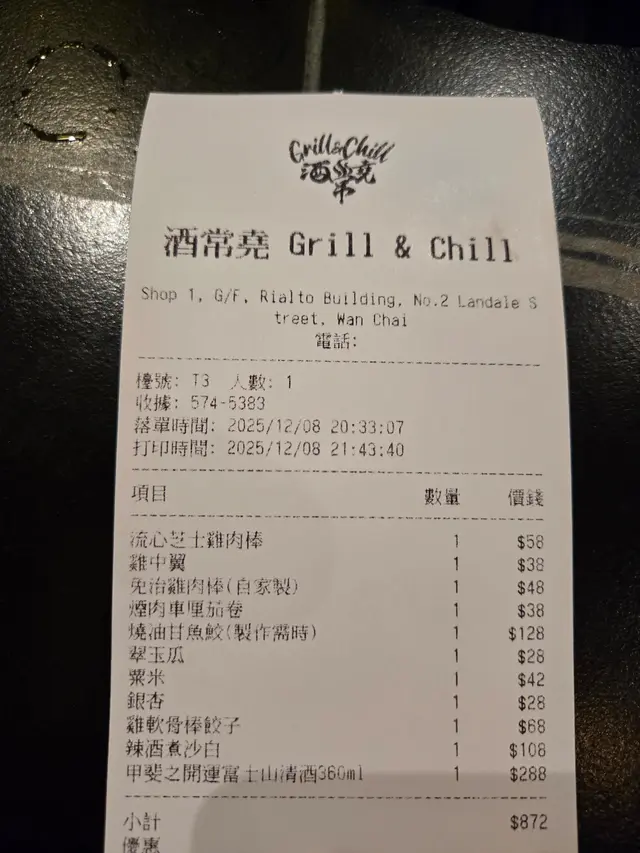 Grill&Chill
酒常堯
酒常堯 Grill & Chill
Shop 1, G/F, Rialto Building, No.2 Landale S
treet, Wan Chai
電話:
檯號: T3 人數: 1
收據: 574-5383
落單時間: 2025/12/08 20:33:07
打印時間: 2025/12/08 21:43:40
項目 數量 價錢
流心芝士雞肉棒 1 $58
雞中翼 1 $38
免治雞肉棒(自家製) 1 $48
煙肉車厘茄卷 1 $38
燒油甘魚鮫(製作需時) 1 $128
翠玉瓜 1 $28
粟米 1 $42
銀杏 1 $28
雞軟骨棒餃子 1 $68
辣酒煮沙白 1 $108
甲斐之開運富士山清酒360ml 1 $288
小計 $872
優惠